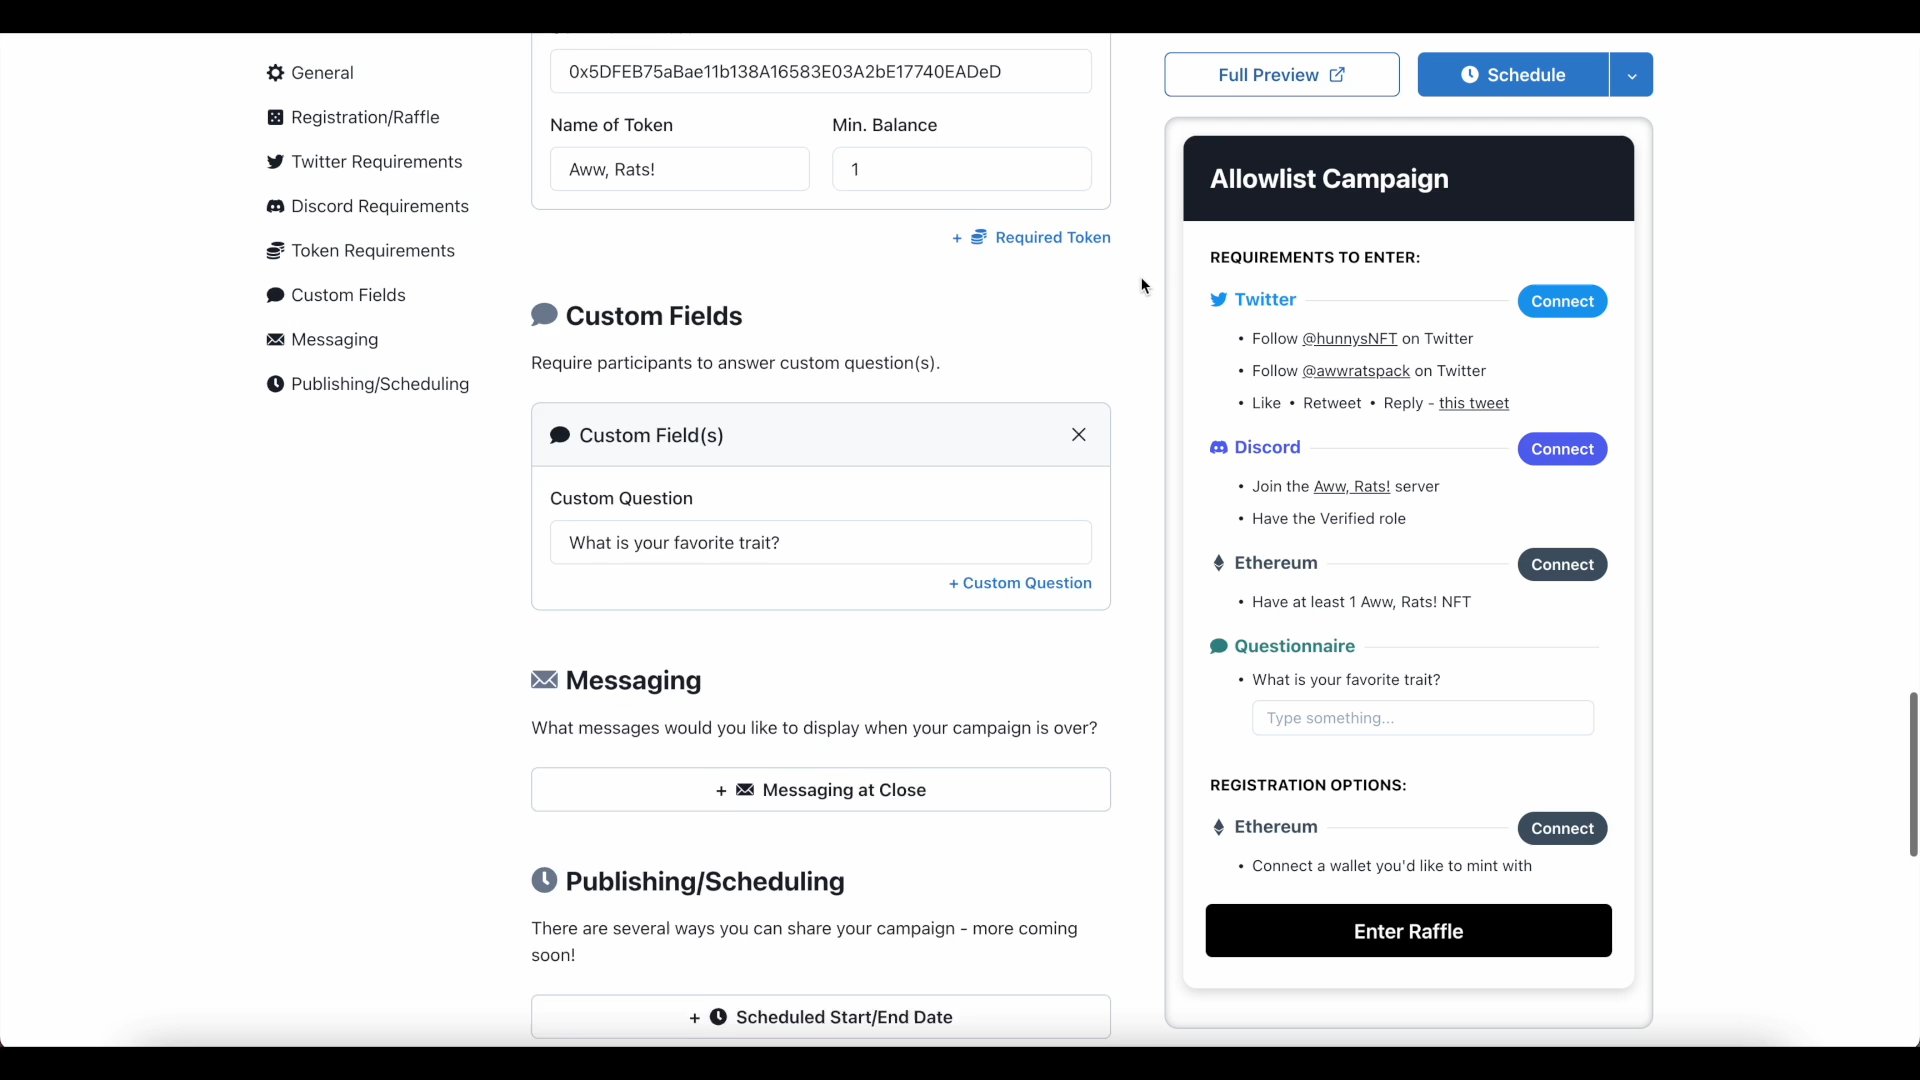 General
Registration/Raffle
Twitter Requirements
Discord Requirements
Token Requirements
Custom Fields
Messaging
Publishing/Scheduling
0x5DFEB75aBae11b138A16583E03A2bE17740EADeD
Name of Token
Min. Balance
Aww, Rats!
1
+ Required Token
Custom Fields
Require participants to answer custom question(s).
Custom Field(s)
Custom Question
What is your favorite trait?
+ Custom Question
Messaging
What messages would you like to display when your campaign is over?
+ Messaging at Close
Publishing/Scheduling
There are several ways you can share your campaign - more coming
soon!
+ Scheduled Start/End Date
Full Preview
Schedule
Allowlist Campaign
REQUIREMENTS TO ENTER:
Twitter
Connect
• Follow @hunnysNFT on Twitter
• Follow @awwratspack on Twitter
• Like • Retweet • Reply - this tweet
Discord
Connect
• Join the Aww, Rats! server
• Have the Verified role
Ethereum
Connect
• Have at least 1 Aww, Rats! NFT
Questionnaire
• What is your favorite trait?
Type something...
REGISTRATION OPTIONS:
Ethereum
Connect
• Connect a wallet you'd like to mint with
Enter Raffle